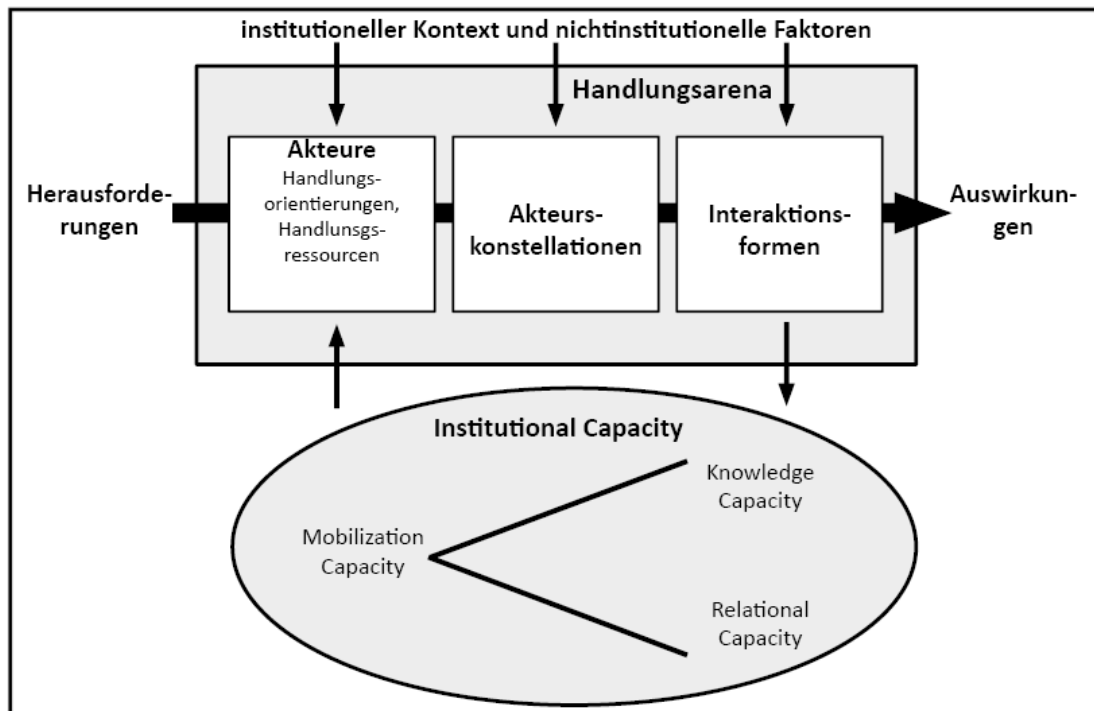 institutioneller Kontext und nichtinstitutionelle Faktoren
Handlungsarena
Herausforde-
rungen
Akteure
Handlungs-
orientierungen,
Handlunsgs-
ressourcen
Akteurs-
konstellationen
Interaktions-
formen
Auswirkun-
gen
Institutional Capacity
Mobilization
Capacity
Knowledge
Capacity
Relational
Capacity